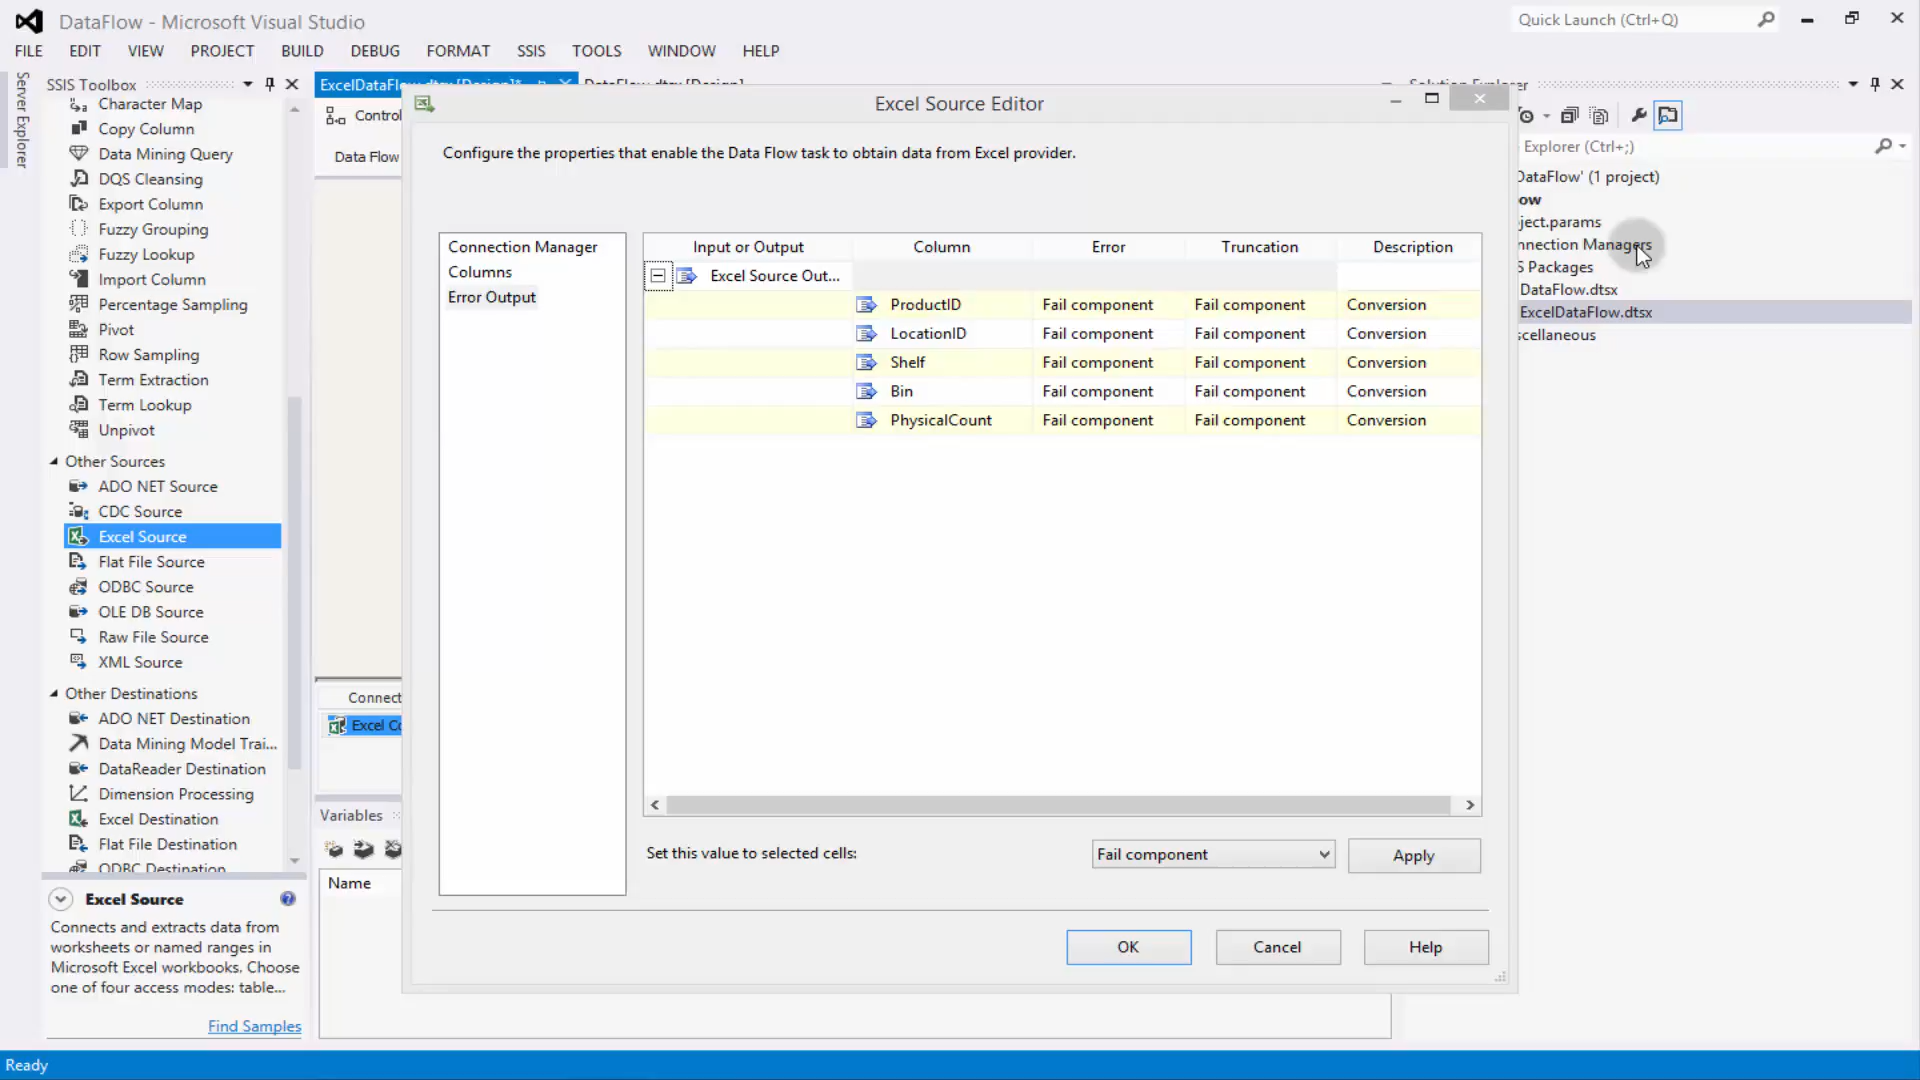 DataFlow - Microsoft Visual Studio
Quick Launch (Ctrl+Q)
FILE EDIT VIEW PROJECT BUILD DEBUG FORMAT SSIS TOOLS WINDOW HELP
Server Explorer
SSIS Toolbox
Character Map
Copy Column
Data Mining Query
DQS Cleansing
Export Column
Fuzzy Grouping
Fuzzy Lookup
Import Column
Percentage Sampling
Pivot
Row Sampling
Term Extraction
Term Lookup
Unpivot
Other Sources
ADO NET Source
CDC Source
Excel Source
Flat File Source
ODBC Source
OLE DB Source
Raw File Source
XML Source
Other Destinations
ADO NET Destination
Data Mining Model Trai...
DataReader Destination
Dimension Processing
Excel Destination
Flat File Destination
ODBC Destination
Excel Source
Connects and extracts data from
worksheets or named ranges in
Microsoft Excel workbooks. Choose
one of four access modes: table...
Find Samples
ExcelDataFlow.dtsx [Design]*
DataFlow.dtsx [Design]
Control
Data Flow
Connect
Excel Co
Variables
Name
Excel Source Editor
Configure the properties that enable the Data Flow task to obtain data from Excel provider.
Connection Manager
Columns
Error Output
Input or Output Column Error Truncation Description
Excel Source Out...
ProductID Fail component Fail component Conversion
LocationID Fail component Fail component Conversion
Shelf Fail component Fail component Conversion
Bin Fail component Fail component Conversion
PhysicalCount Fail component Fail component Conversion
Set this value to selected cells:
Fail component
Apply
OK
Cancel
Help
Solution Explorer
Explorer (Ctrl+;)
DataFlow' (1 project)
ow
ject.params
nnection Managers
S Packages
DataFlow.dtsx
ExcelDataFlow.dtsx
scellaneous
Ready